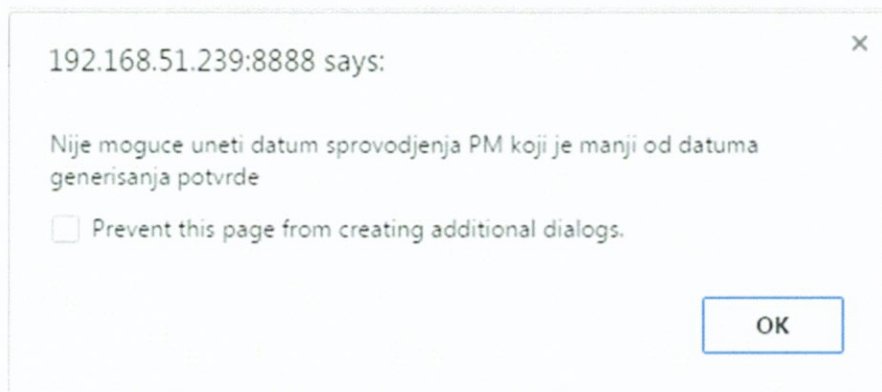 192.168.51.239:8888 says:
Nije moguce uneti datum sprovodjenja PM koji je manji od datuma
generisanja potvrde
Prevent this page from creating additional dialogs.
OK